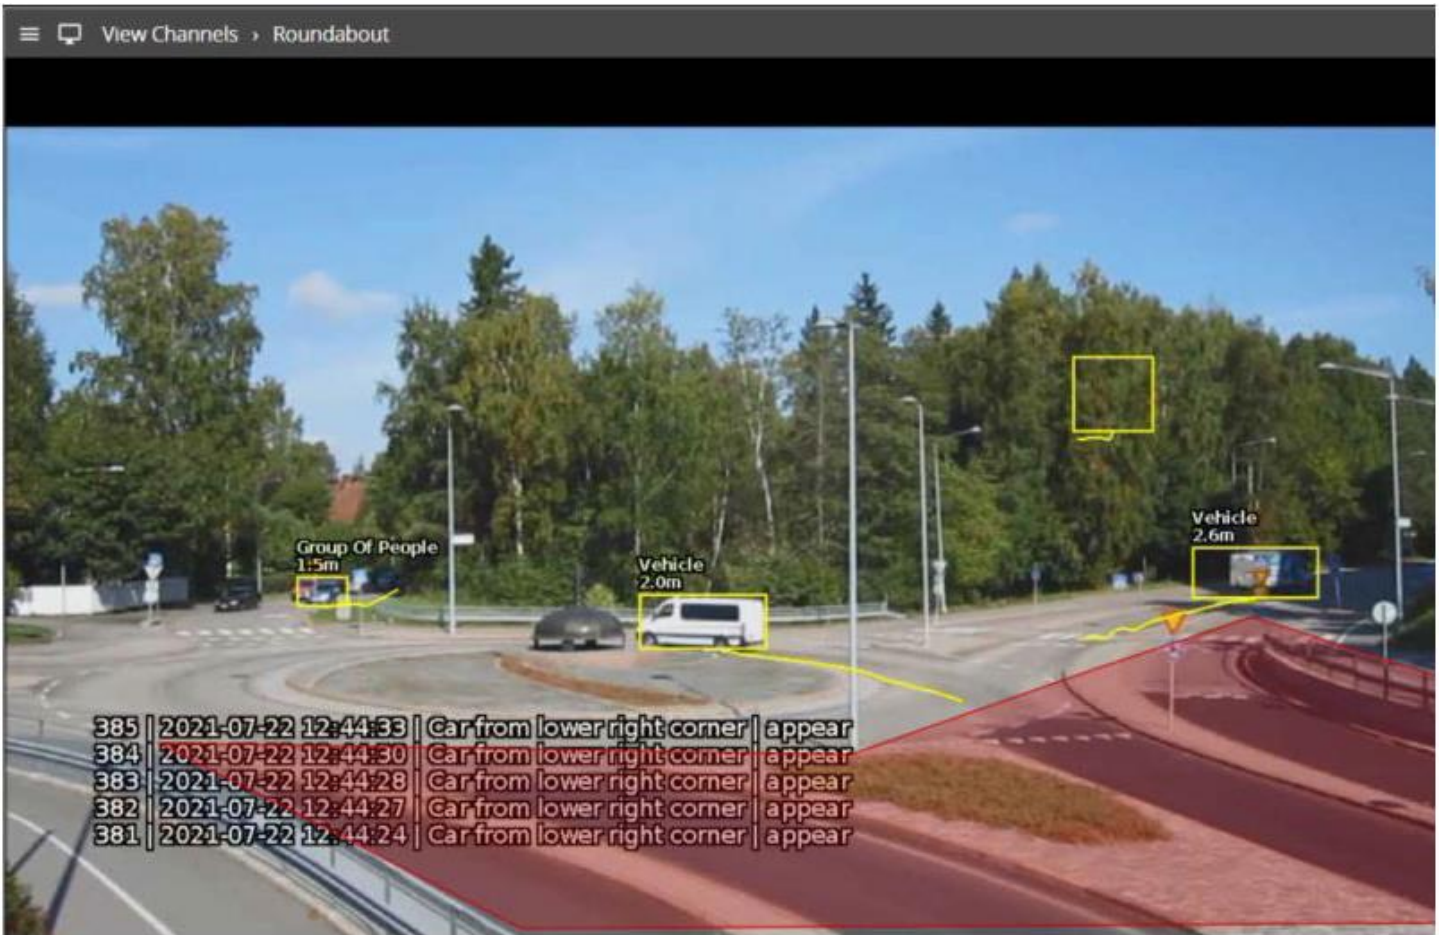 View Channels › Roundabout
Vehicle
2.6m
Group Of People
1.5m
Vehicle
2.0m
385 | 2021-07-22 12:44:33 | Car from lower right corner | appear
384 | 2021-07-22 12:44:30 | Car from lower right corner | appear
383 | 2021-07-22 12:44:28 | Car from lower right corner | appear
382 | 2021-07-22 12:44:27 | Car from lower right corner | appear
381 | 2021-07-22 12:44:24 | Car from lower right corner | appear